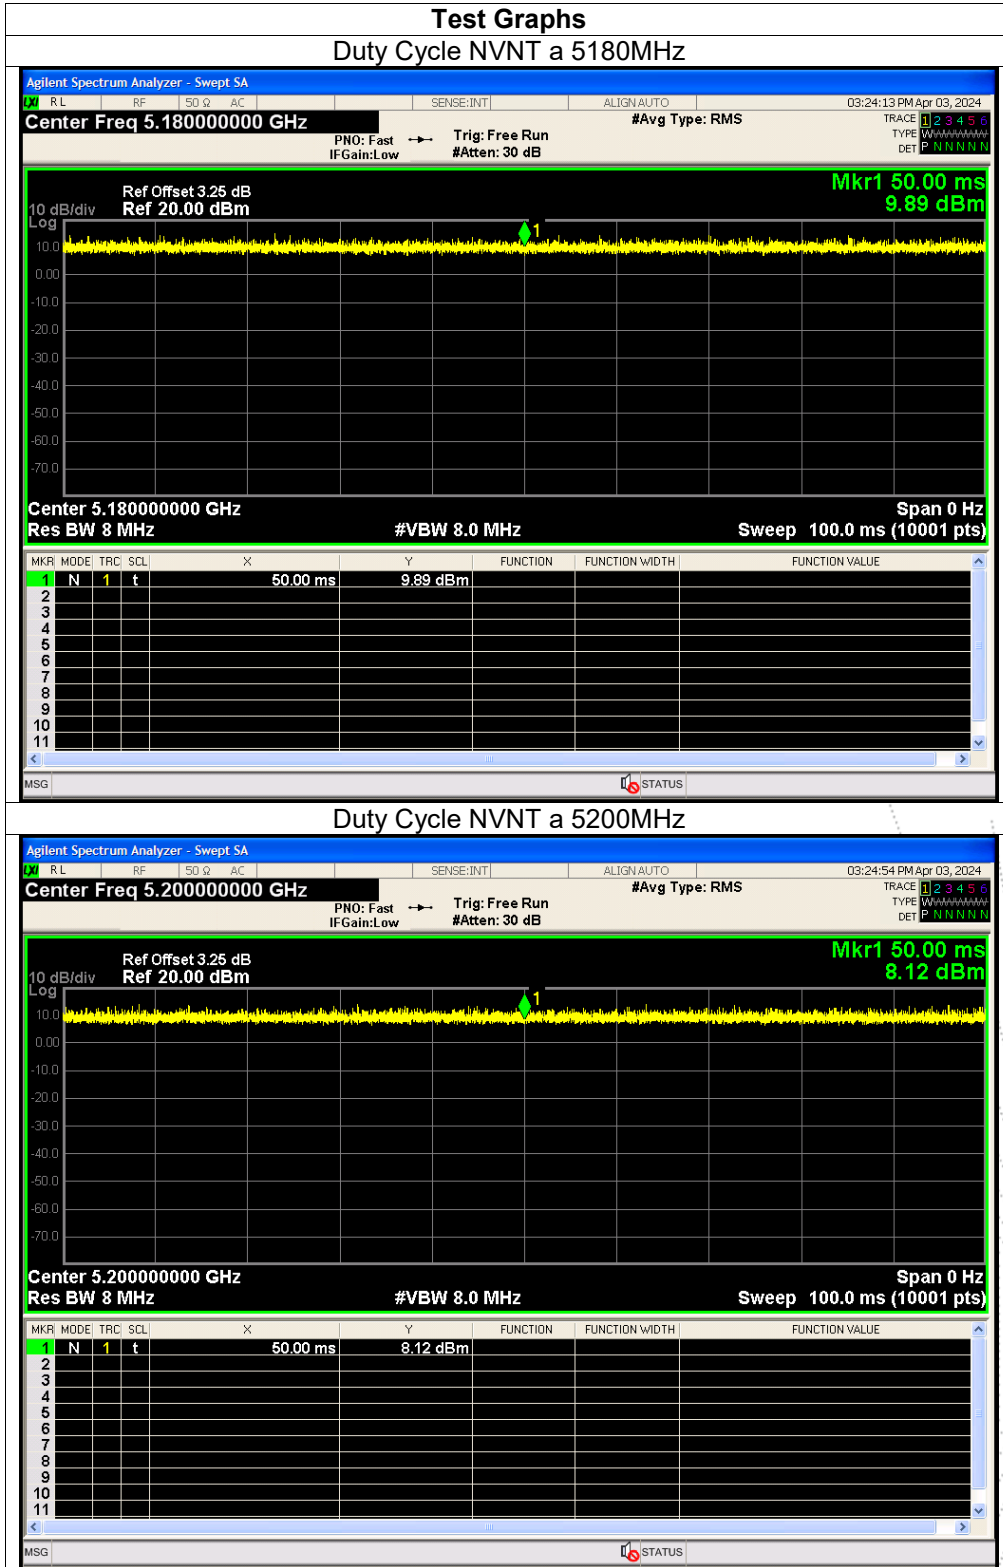 Test Graphs
Duty Cycle NVNT a 5180MHz
Agilent Spectrum Analyzer - Swept SA
LXI RL RF 50 Ω AC SENSE:INT ALIGN AUTO 03:24:13 PM Apr 03, 2024
Center Freq 5.180000000 GHz #Avg Type: RMS TRACE 1 2 3 4 5 6
PNO: Fast Trig: Free Run TYPE W
IFGain:Low #Atten: 30 dB DET P N N N N N
Mkr1 50.00 ms
Ref Offset 3.25 dB 9.89 dBm
10 dB/div Ref 20.00 dBm
Log
1
10.0
0.00
-10.0
-20.0
-30.0
-40.0
-50.0
-60.0
-70.0
Center 5.180000000 GHz Span 0 Hz
Res BW 8 MHz #VBW 8.0 MHz Sweep 100.0 ms (10001 pts)
MKR MODE TRC SCL X Y FUNCTION FUNCTION WIDTH FUNCTION VALUE
1 N 1 t 50.00 ms 9.89 dBm
2
3
4
5
6
7
8
9
10
11
MSG STATUS
Duty Cycle NVNT a 5200MHz
Agilent Spectrum Analyzer - Swept SA
LXI RL RF 50 Ω AC SENSE:INT ALIGN AUTO 03:24:54 PM Apr 03, 2024
Center Freq 5.200000000 GHz #Avg Type: RMS TRACE 1 2 3 4 5 6
PNO: Fast Trig: Free Run TYPE W
IFGain:Low #Atten: 30 dB DET P N N N N N
Mkr1 50.00 ms
Ref Offset 3.25 dB 8.12 dBm
10 dB/div Ref 20.00 dBm
Log
1
10.0
0.00
-10.0
-20.0
-30.0
-40.0
-50.0
-60.0
-70.0
Center 5.200000000 GHz Span 0 Hz
Res BW 8 MHz #VBW 8.0 MHz Sweep 100.0 ms (10001 pts)
MKR MODE TRC SCL X Y FUNCTION FUNCTION WIDTH FUNCTION VALUE
1 N 1 t 50.00 ms 8.12 dBm
2
3
4
5
6
7
8
9
10
11
MSG STATUS